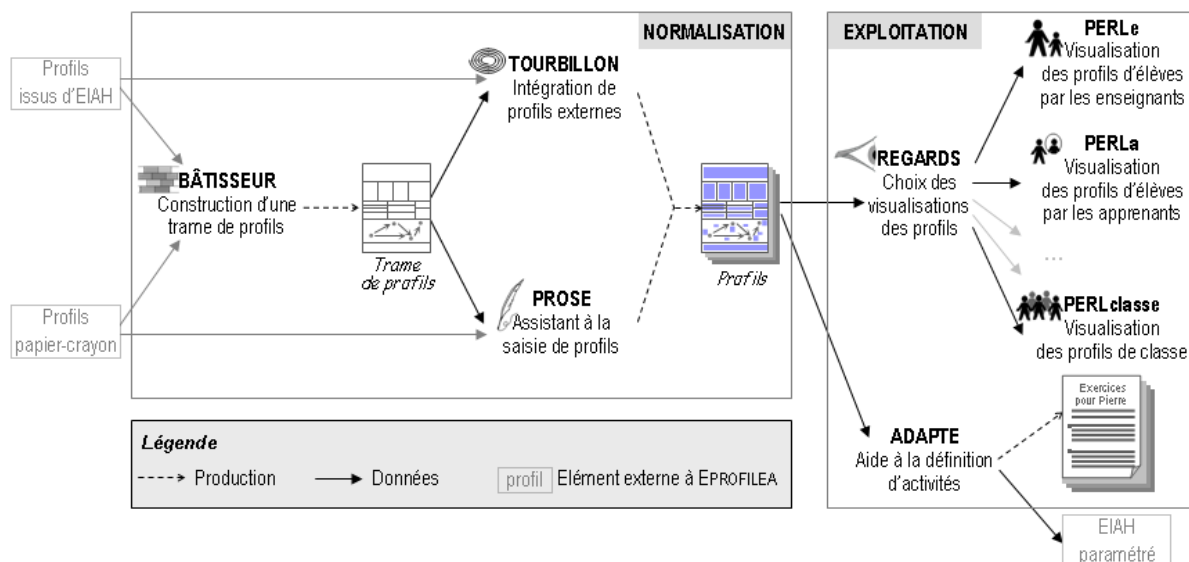 NORMALISATION
Profils
issus d'EIAH
TOURBILLON
Intégration de
profils externes
BÂTISSEUR
Construction d'une
trame de profils
Trame
de profils
Profils
papier-crayon
PROSE
Assistant à la
saisie de profils
Profils
EXPLOITATION
PERLe
Visualisation
des profils d'élèves
par les enseignants
REGARDS
Choix des
visualisations
des profils
PERLa
Visualisation
des profils d'élèves
par les apprenants
...
PERLclasse
Visualisation
des profils de classe
ADAPTE
Aide à la définition
d'activités
Exercices
pour Pierre
EIAH
paramétré
Légende
Production
Données
profil
Elément externe à EPROFILEA